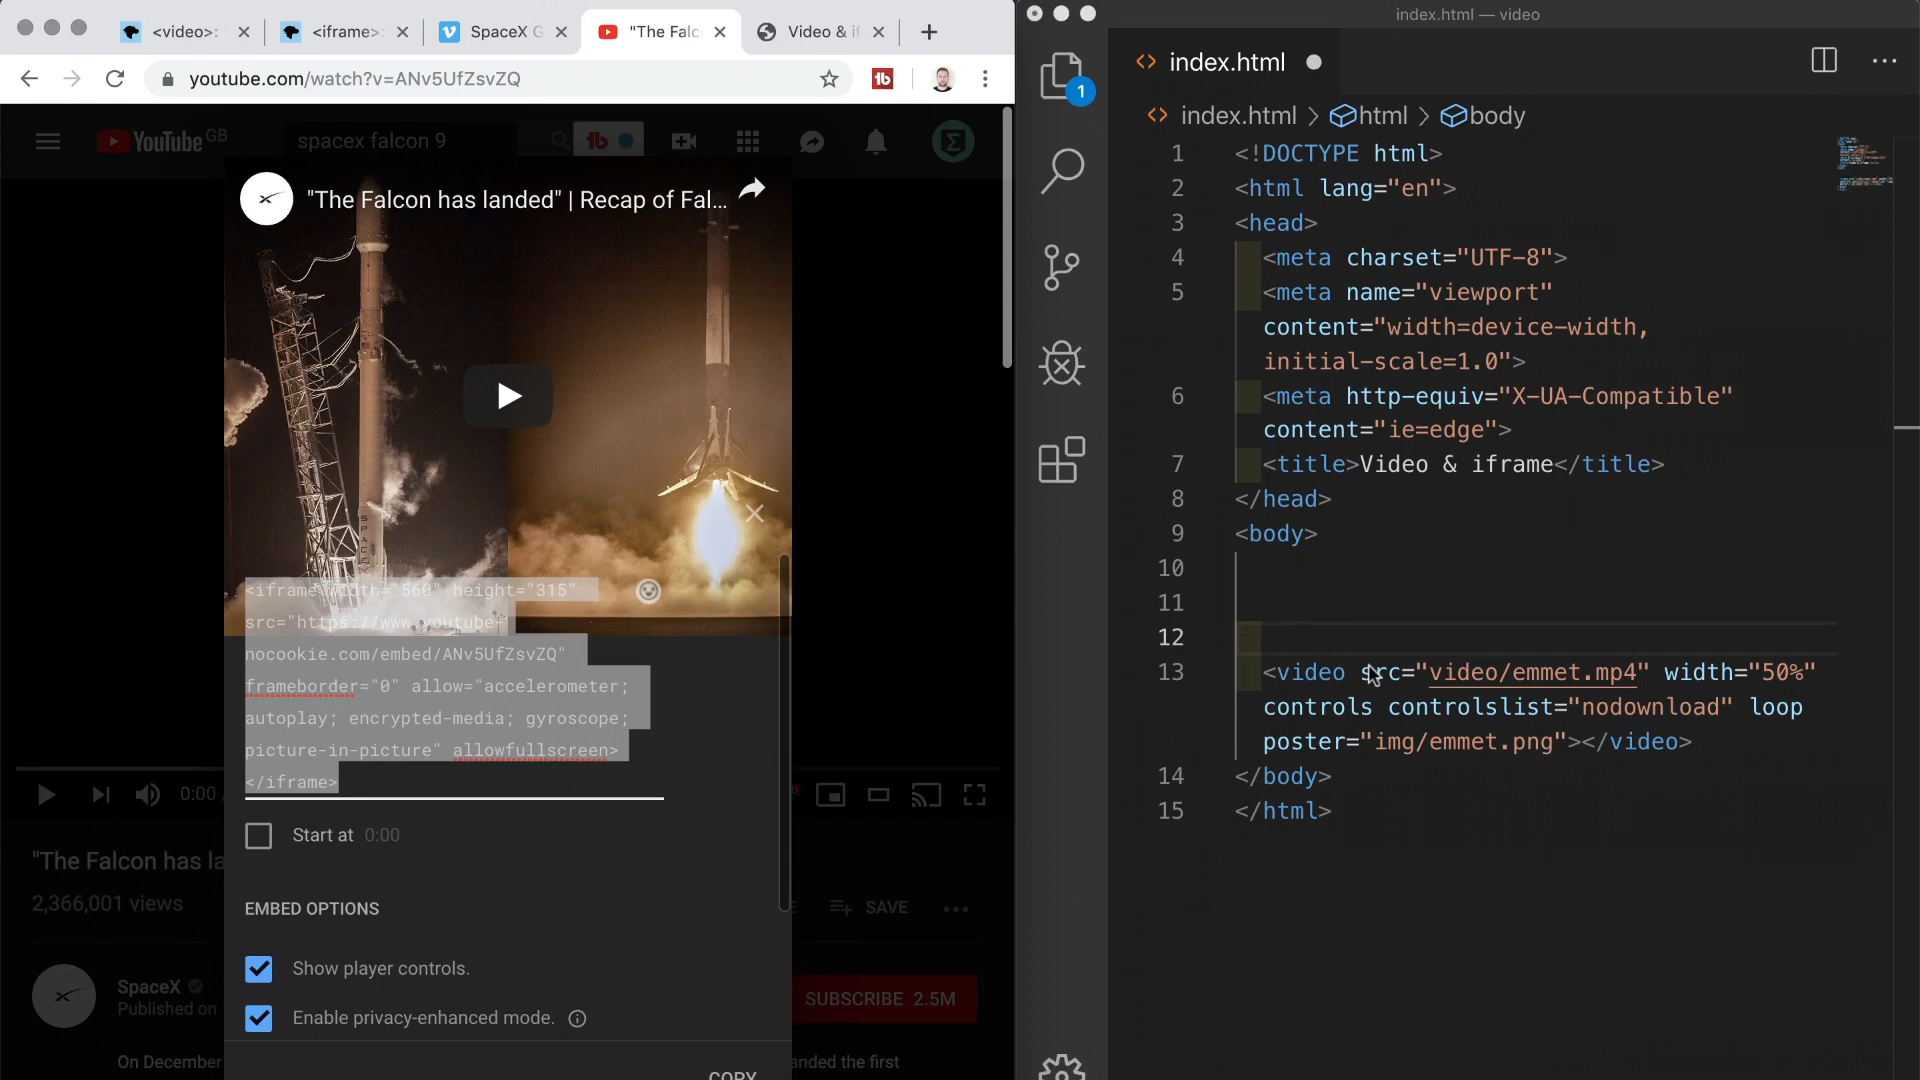 <video>:
<iframe>:
SpaceX G
"The Falc
Video & if
youtube.com/watch?v=ANv5UfZsvZQ
YouTube GB
spacex falcon 9
"The Falcon has landed" | Recap of Fal...
<iframe width="560" height="315"
src="https://www.youtube-
nocookie.com/embed/ANv5UfZsvZQ"
frameborder="0" allow="accelerometer;
autoplay; encrypted-media; gyroscope;
picture-in-picture" allowfullscreen>
</iframe>
0:00 /
Start at 0:00
"The Falcon has la
2,366,001 views
SAVE
EMBED OPTIONS
Show player controls.
SpaceX
Published on
SUBSCRIBE 2.5M
Enable privacy-enhanced mode.
On December
anded the first
COPY
index.html — video
1
index.html
index.html > html > body
1 <!DOCTYPE html>
2 <html lang="en">
3 <head>
4 <meta charset="UTF-8">
5 <meta name="viewport"
content="width=device-width,
initial-scale=1.0">
6 <meta http-equiv="X-UA-Compatible"
content="ie=edge">
7 <title>Video & iframe</title>
8 </head>
9 <body>
10
11
12
13 <video src="video/emmet.mp4" width="50%"
controls controlslist="nodownload" loop
poster="img/emmet.png"></video>
14 </body>
15 </html>